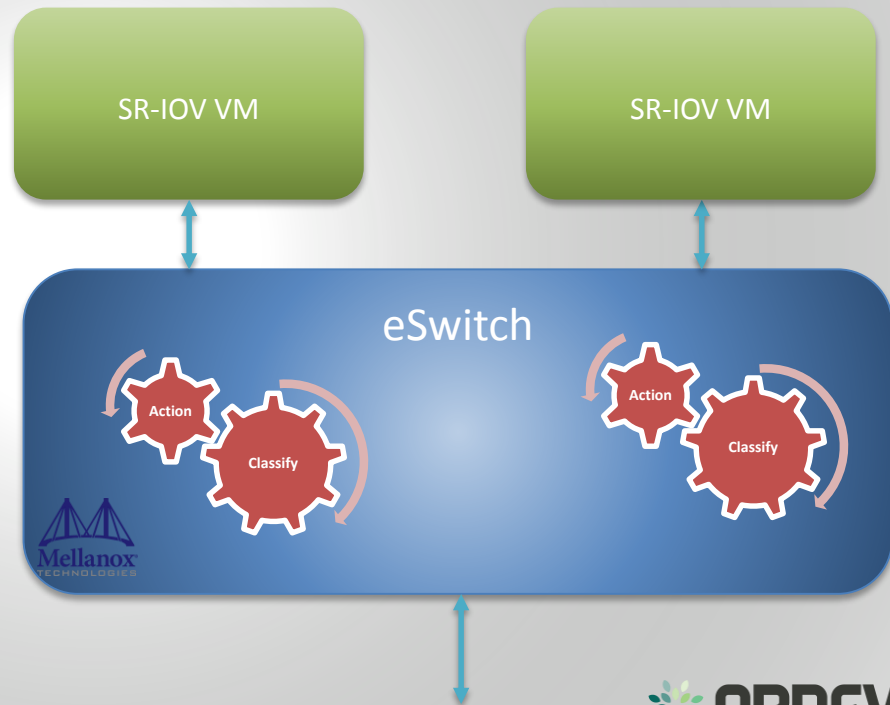 SR-IOV VM
SR-IOV VM
eSwitch
Action
Classify
Action
Classify
Mellanox
TECHNOLOGIES